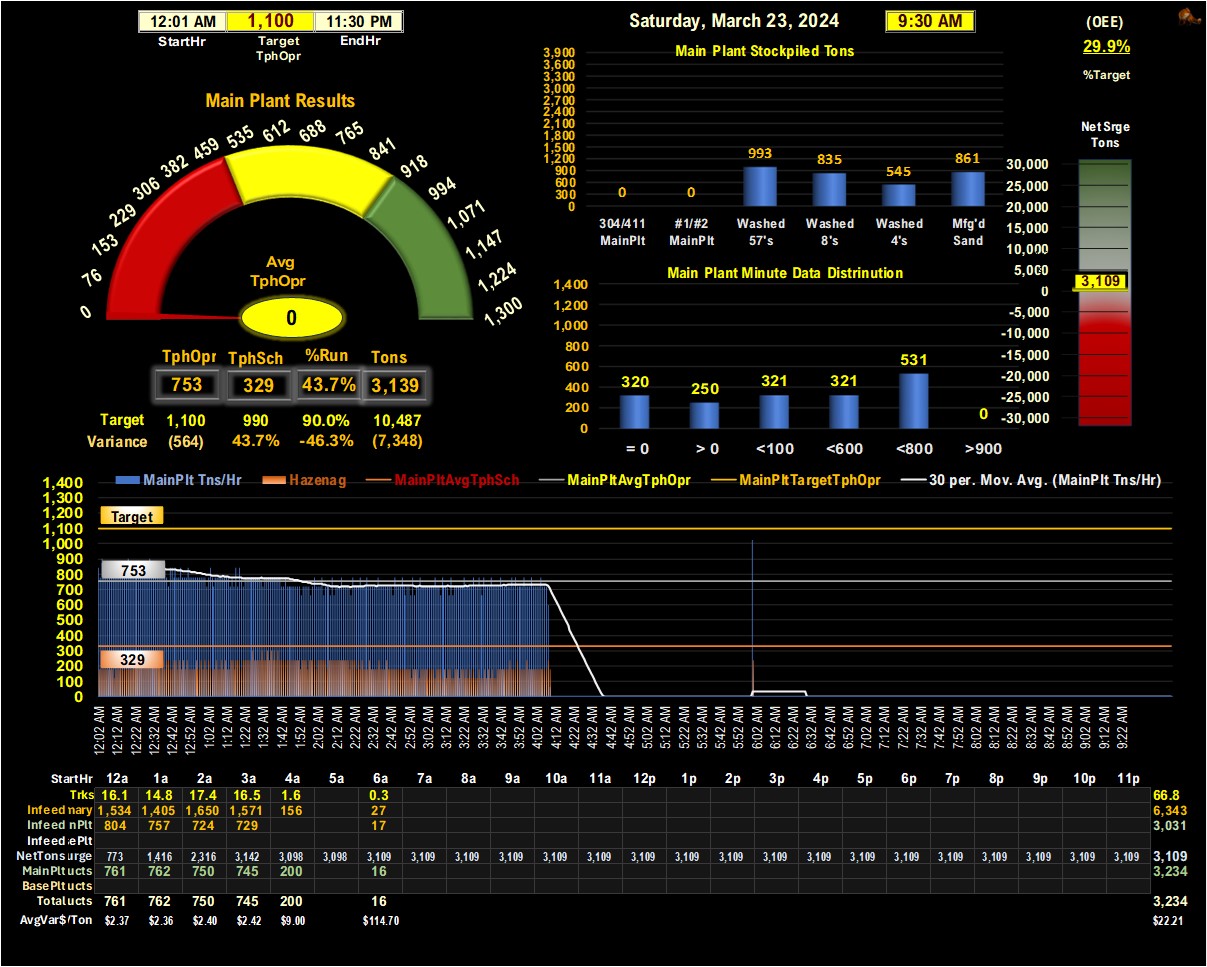 12:01 AM 1,100 11:30 PM
StartHr Target TphOpr EndHr
Saturday, March 23, 2024 9:30 AM
(OEE)
29.9%
%Target
Main Plant Results
0 76 153 229 306 382 459 535 612 688 765 841 918 994 1,071 1,147 1,224 1,300
Avg
TphOpr
0
TphOpr TphSch %Run Tons
753 329 43.7% 3,139
Target 1,100 990 90.0% 10,487
Variance (564) 43.7% -46.3% (7,348)
Main Plant Stockpiled Tons
3,900
3,600
3,300
3,000
2,700
2,400
2,100
1,800
1,500
1,200
900
600
300
0
0 0 993 835 545 861
304/411 #1/#2 Washed Washed Washed Mfg'd
MainPlt MainPlt 57's 8's 4's Sand
Main Plant Minute Data Distrinution
1,400
1,200
1,000
800
600
400
200
0
320 250 321 321 531 0
= 0 > 0 <100 <600 <800 >900
Net Srge
Tons
30,000
25,000
20,000
15,000
10,000
5,000
0
-5,000
-10,000
-15,000
-20,000
-25,000
-30,000
3,109
MainPlt Tns/Hr Hazenag MainPltAvgTphSch MainPltAvgTphOpr MainPltTargetTphOpr 30 per. Mov. Avg. (MainPlt Tns/Hr)
1,400
1,300
1,200
1,100
1,000
900
800
700
600
500
400
300
200
100
0
Target
753
329
12:02 AM 12:12 AM 12:22 AM 12:32 AM 12:42 AM 12:52 AM 1:02 AM 1:12 AM 1:22 AM 1:32 AM 1:42 AM 1:52 AM 2:02 AM 2:12 AM 2:22 AM 2:32 AM 2:42 AM 2:52 AM 3:02 AM 3:12 AM 3:22 AM 3:32 AM 3:42 AM 3:52 AM 4:02 AM 4:12 AM 4:22 AM 4:32 AM 4:42 AM 4:52 AM 5:02 AM 5:12 AM 5:22 AM 5:32 AM 5:42 AM 5:52 AM 6:02 AM 6:12 AM 6:22 AM 6:32 AM 6:42 AM 6:52 AM 7:02 AM 7:12 AM 7:22 AM 7:32 AM 7:42 AM 7:52 AM 8:02 AM 8:12 AM 8:22 AM 8:32 AM 8:42 AM 8:52 AM 9:02 AM 9:12 AM 9:22 AM
StartHr 12a 1a 2a 3a 4a 5a 6a 7a 8a 9a 10a 11a 12p 1p 2p 3p 4p 5p 6p 7p 8p 9p 10p 11p
Trks 16.1 14.8 17.4 16.5 1.6 0.3 66.8
Infeed nary 1,534 1,405 1,650 1,571 156 27 6,343
Infeed nPlt 804 757 724 729 17 3,031
Infeed ePlt
NetTons urge 773 1,416 2,316 3,142 3,098 3,098 3,109 3,109 3,109 3,109 3,109 3,109 3,109 3,109 3,109 3,109 3,109 3,109 3,109 3,109 3,109 3,109 3,109 3,109 3,109
MainPlt ucts 761 762 750 745 200 16 3,234
BasePlt ucts
Total ucts 761 762 750 745 200 16 3,234
AvgVar$/Ton $2.37 $2.36 $2.40 $2.42 $9.00 $114.70 $22.21